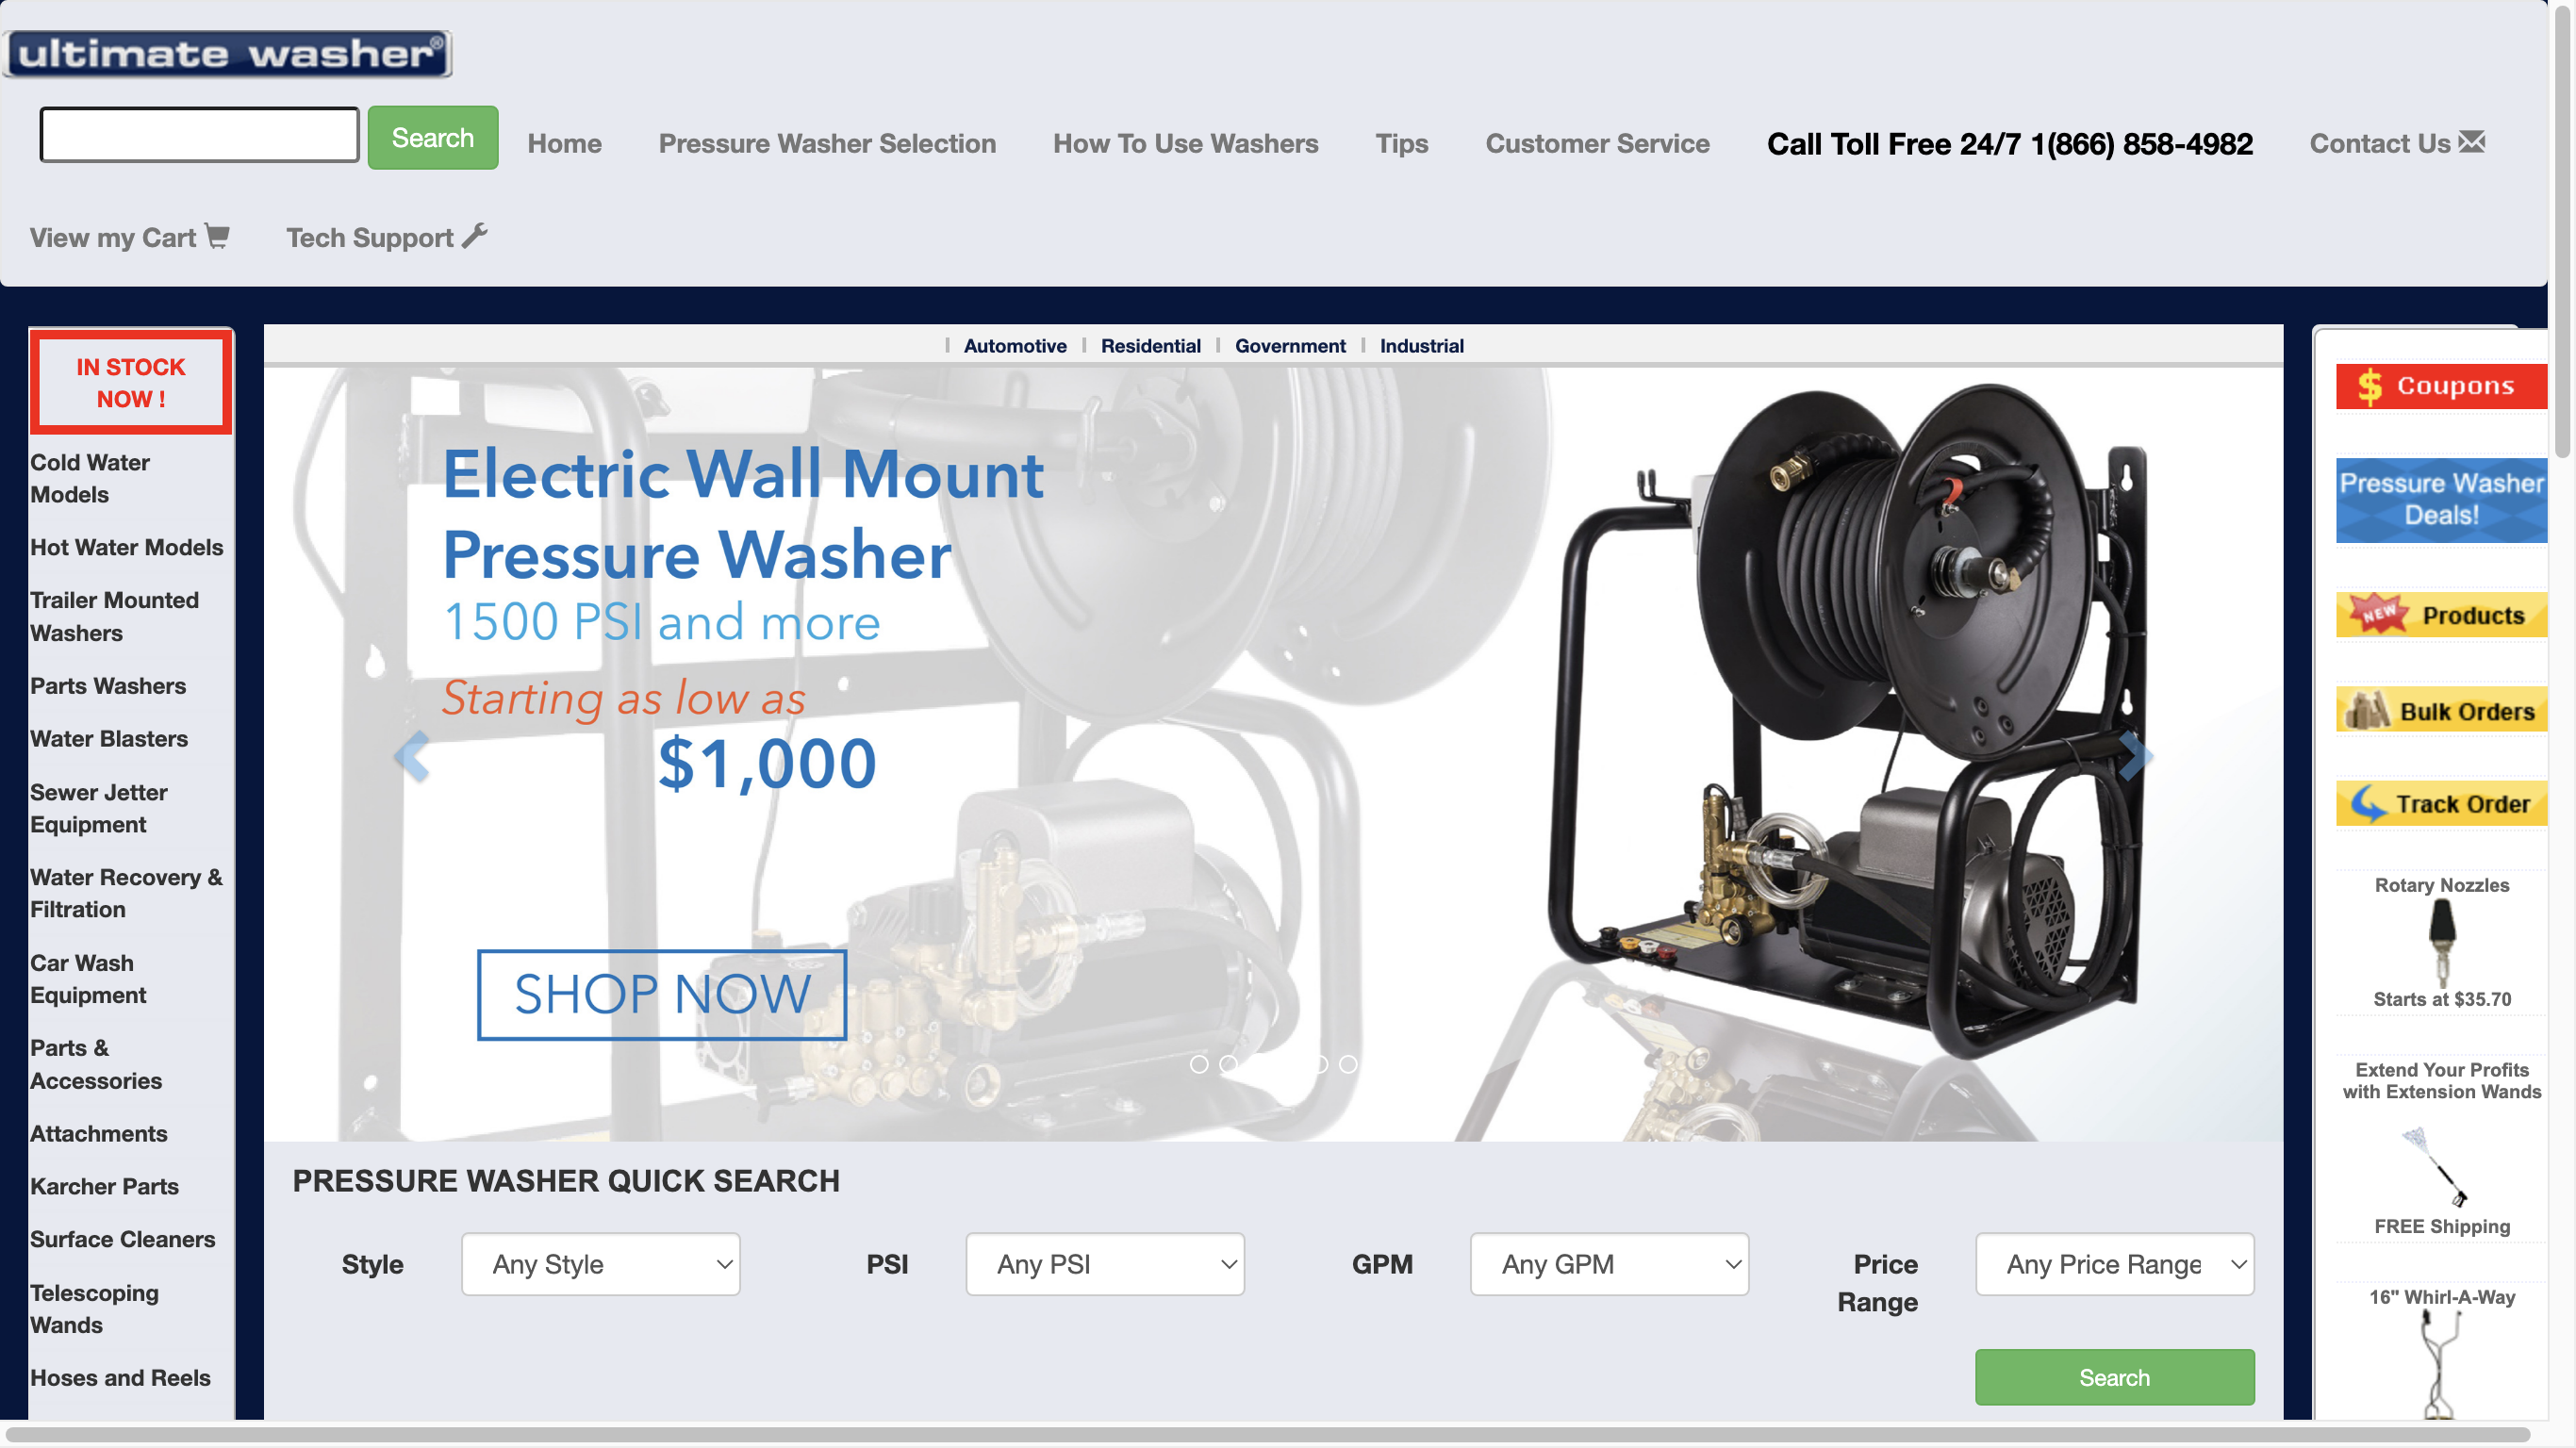 ultimate washer®
Search
Home
Pressure Washer Selection
How To Use Washers
Tips
Customer Service
Call Toll Free 24/7 1(866) 858-4982
Contact Us
View my Cart
Tech Support
IN STOCK
NOW !
Cold Water
Models
Hot Water Models
Trailer Mounted
Washers
Parts Washers
Water Blasters
Sewer Jetter
Equipment
Water Recovery &
Filtration
Car Wash
Equipment
Parts &
Accessories
Attachments
Karcher Parts
Surface Cleaners
Telescoping
Wands
Hoses and Reels
| Automotive | Residential | Government | Industrial
Electric Wall Mount
Pressure Washer
1500 PSI and more
Starting as low as
$1,000
SHOP NOW
PRESSURE WASHER QUICK SEARCH
Style
Any Style
PSI
Any PSI
GPM
Any GPM
Price
Range
Any Price Range
Search
$ Coupons
Pressure Washer
Deals!
NEW Products
Bulk Orders
Track Order
Rotary Nozzles
Starts at $35.70
Extend Your Profits
with Extension Wands
FREE Shipping
16" Whirl-A-Way